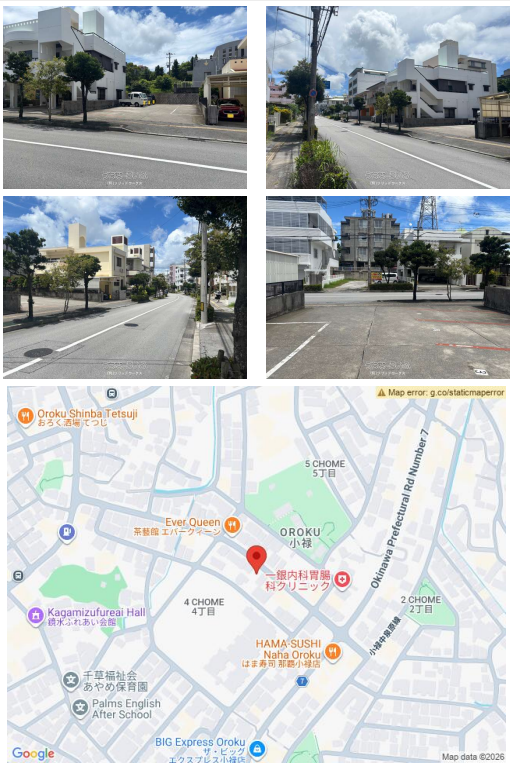 ⚠ Map error: g.co/staticmaperror
Oroku Shinba Tetsuji
おろく酒場 てつじ
Okinawa Prefectural Rd Number 7
5 CHOME
5丁目
Ever Queen
茶藝館 エバークィーン
OROKU
小禄
一銀内科胃腸
科クリニック
4 CHOME
4丁目
2 CHOME
2丁目
Kagamizufureai Hall
鏡水ふれあい会館
小禄中泉原線
HAMA-SUSHI
Naha Oroku
はま寿司 那覇小禄店
7
千草福祉会
あやめ保育園
Palms English
After School
BIG Express Oroku
ザ・ビッグ
エクスプレス小禄店
Google
Map data ©2026